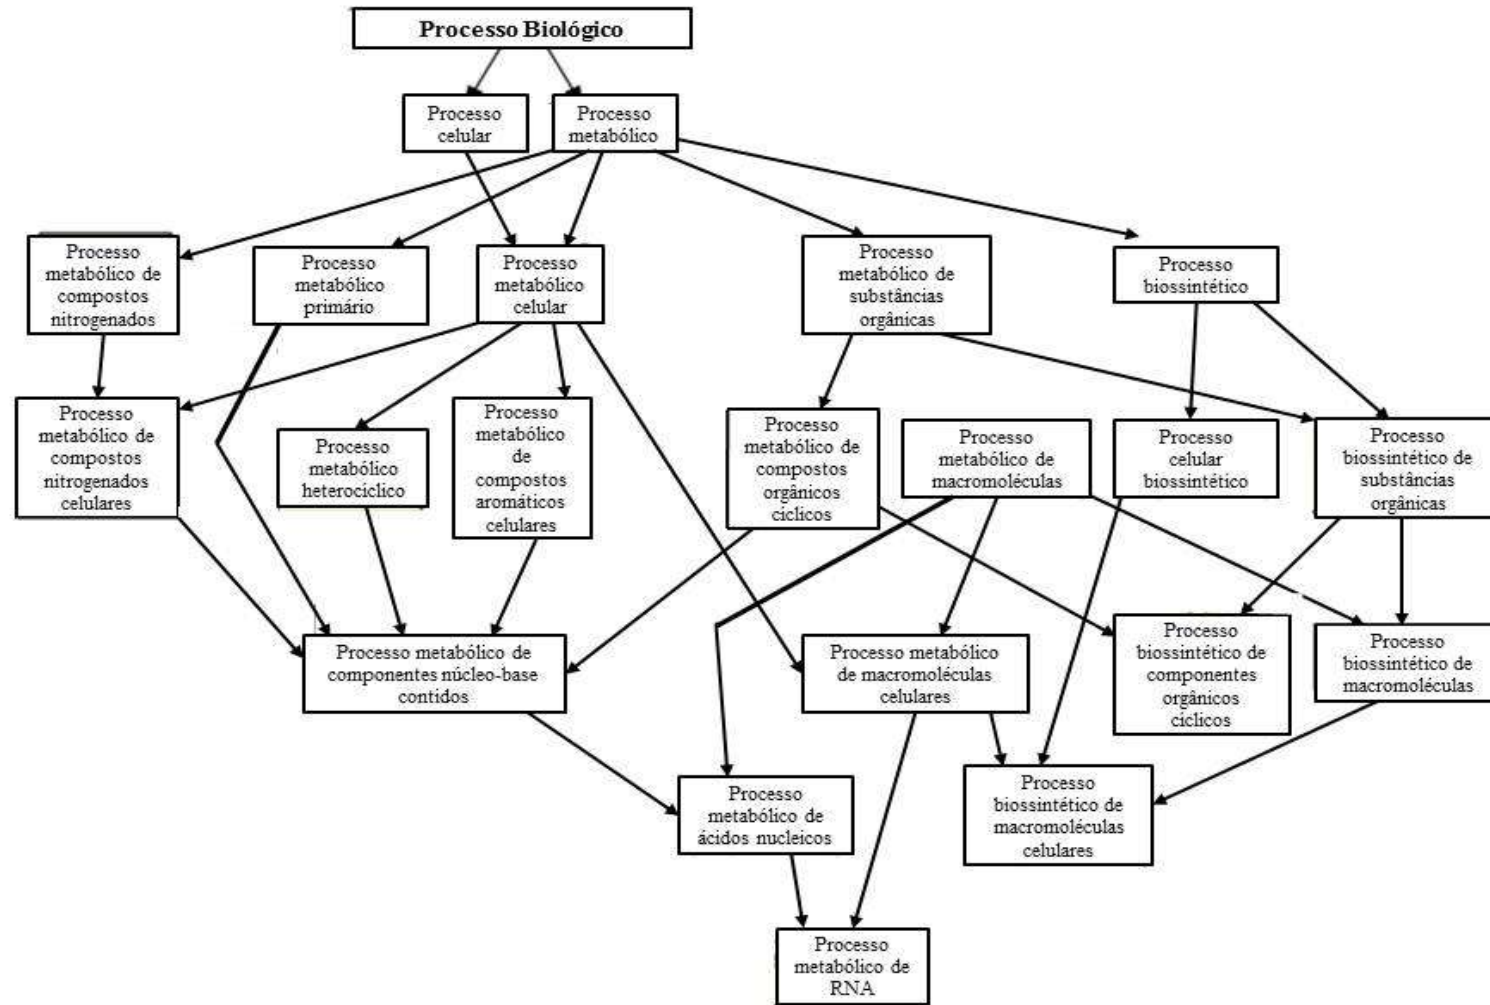 Processo Biológico
Processo
celular
Processo
metabólico
Processo
metabólico de
compostos
nitrogenados
Processo
metabólico
primário
Processo
metabólico
celular
Processo
metabólico de
substâncias
orgânicas
Processo
biossintético
Processo
metabólico de
compostos
nitrogenados
celulares
Processo
metabólico
heterocíclico
Processo
metabólico
de
compostos
aromáticos
celulares
Processo
metabólico de
compostos
orgânicos
cíclicos
Processo
metabólico de
macromoléculas
Processo
celular
biossintético
Processo
biossintético de
substâncias
orgânicas
Processo metabólico de
componentes núcleo-base
contidos
Processo metabólico
de macromoléculas
celulares
Processo
biossintético de
componentes
orgânicos
cíclicos
Processo
biossintético de
macromoléculas
Processo
metabólico de
ácidos nucleicos
Processo
biossintético de
macromoléculas
celulares
Processo
metabólico de
RNA